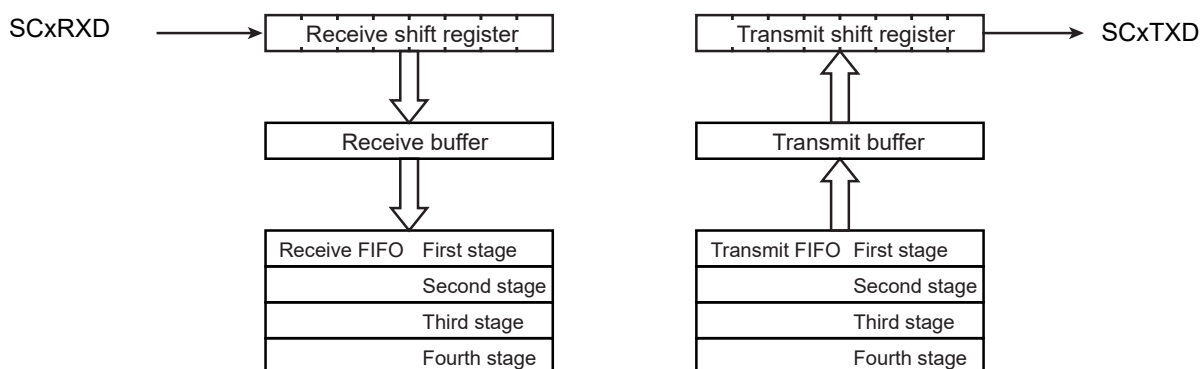 SCxRXD
Receive shift register
Receive buffer
Receive FIFO First stage
Second stage
Third stage
Fourth stage
Transmit shift register
SCxTXD
Transmit buffer
Transmit FIFO First stage
Second stage
Third stage
Fourth stage